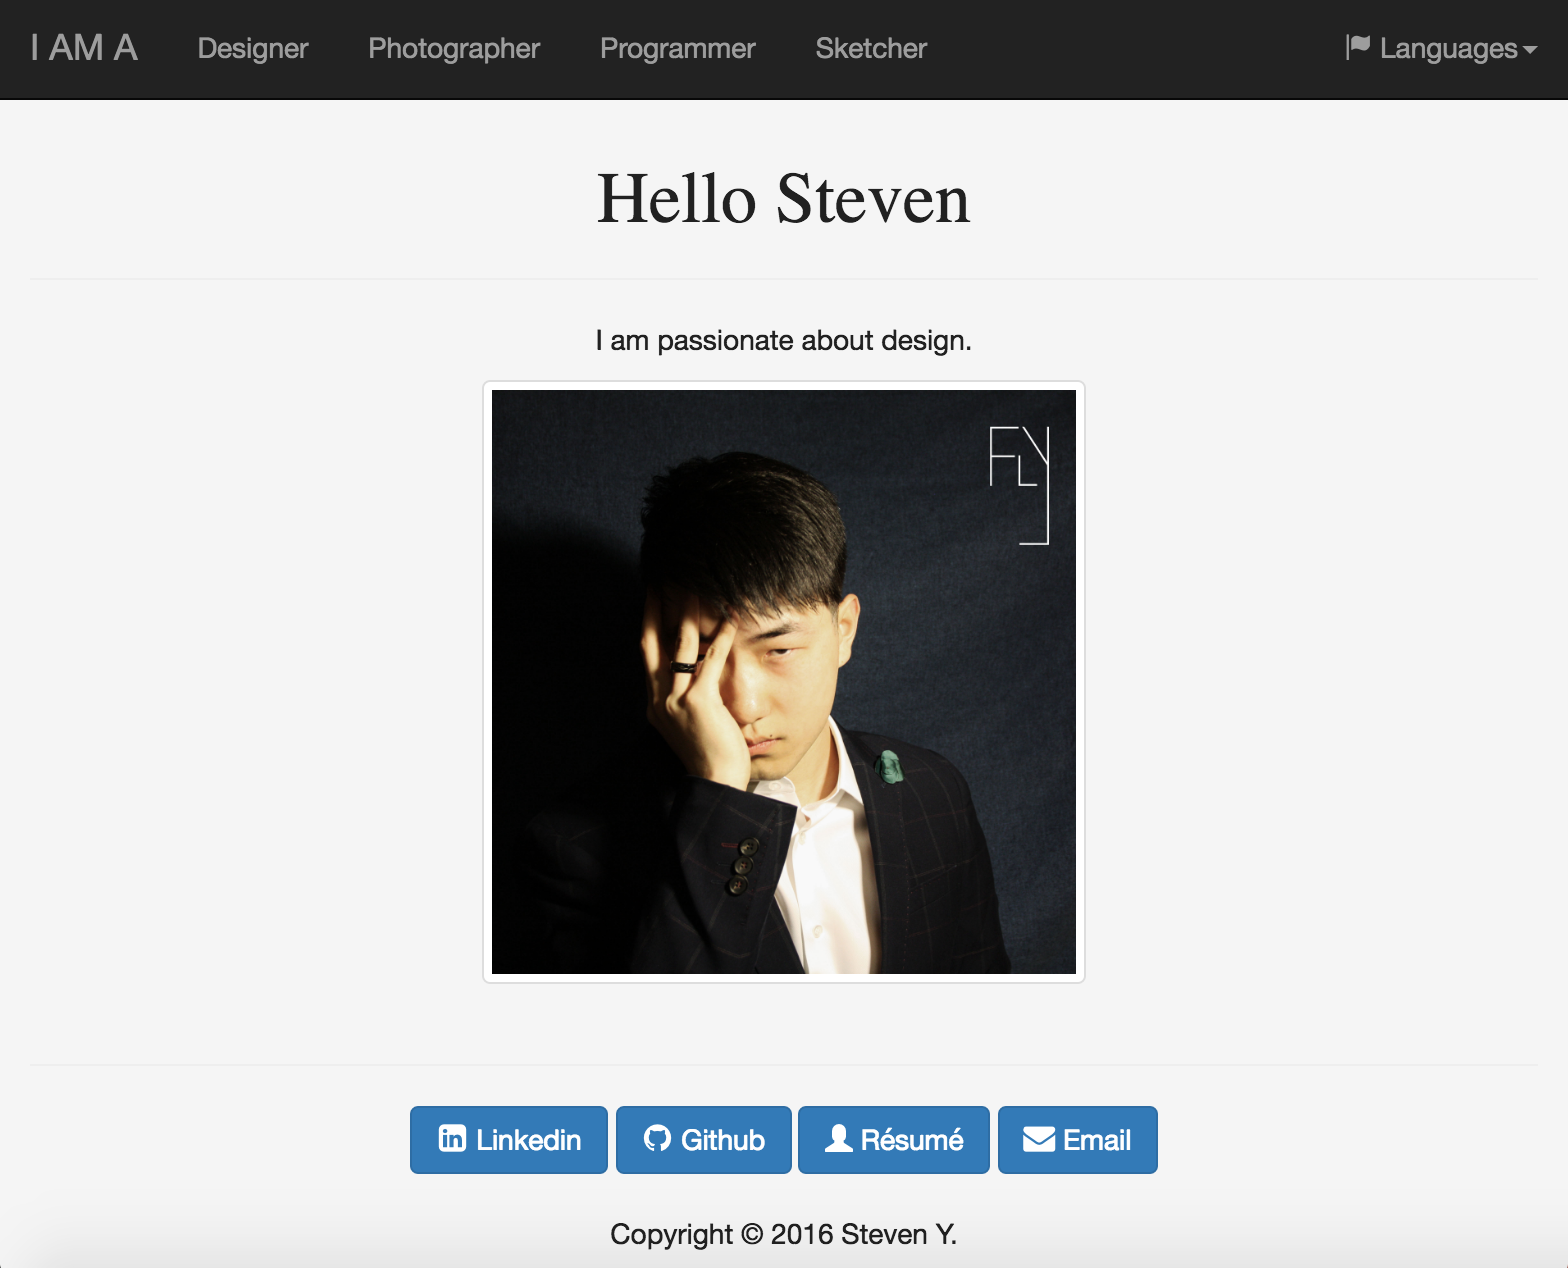 I AM A Designer Photographer Programmer Sketcher Languages
Hello Steven
I am passionate about design.
FLY
Linkedin Github Résumé Email
Copyright © 2016 Steven Y.